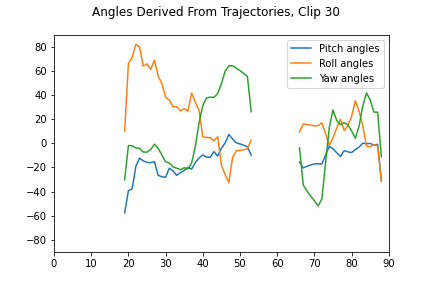 Angles Derived From Trajectories, Clip 30
Pitch angles
Roll angles
Yaw angles
80
60
40
20
0
−20
−40
−60
−80
0 10 20 30 40 50 60 70 80 90